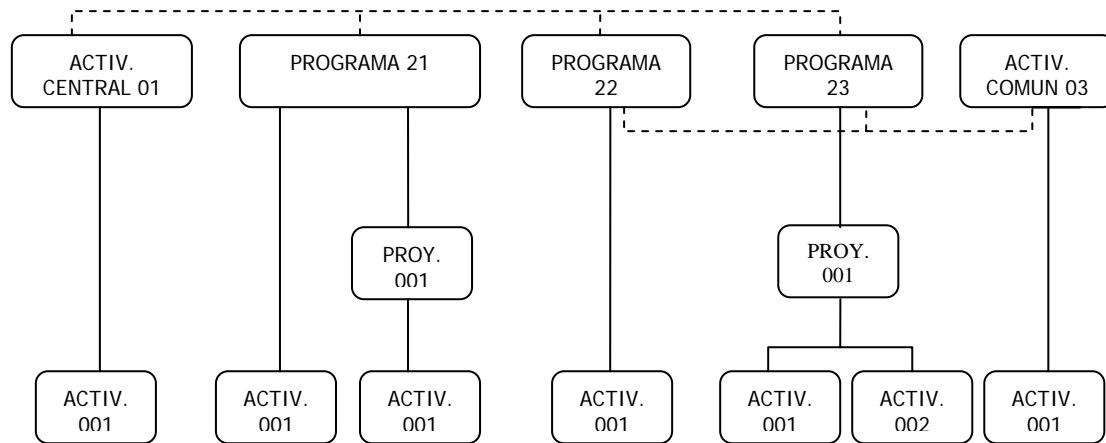 ACTIV.
CENTRAL 01
PROGRAMA 21
PROGRAMA
22
PROGRAMA
23
ACTIV.
COMUN 03
PROY.
001
PROY.
001
ACTIV.
001
ACTIV.
001
ACTIV.
001
ACTIV.
001
ACTIV.
001
ACTIV.
002
ACTIV.
001